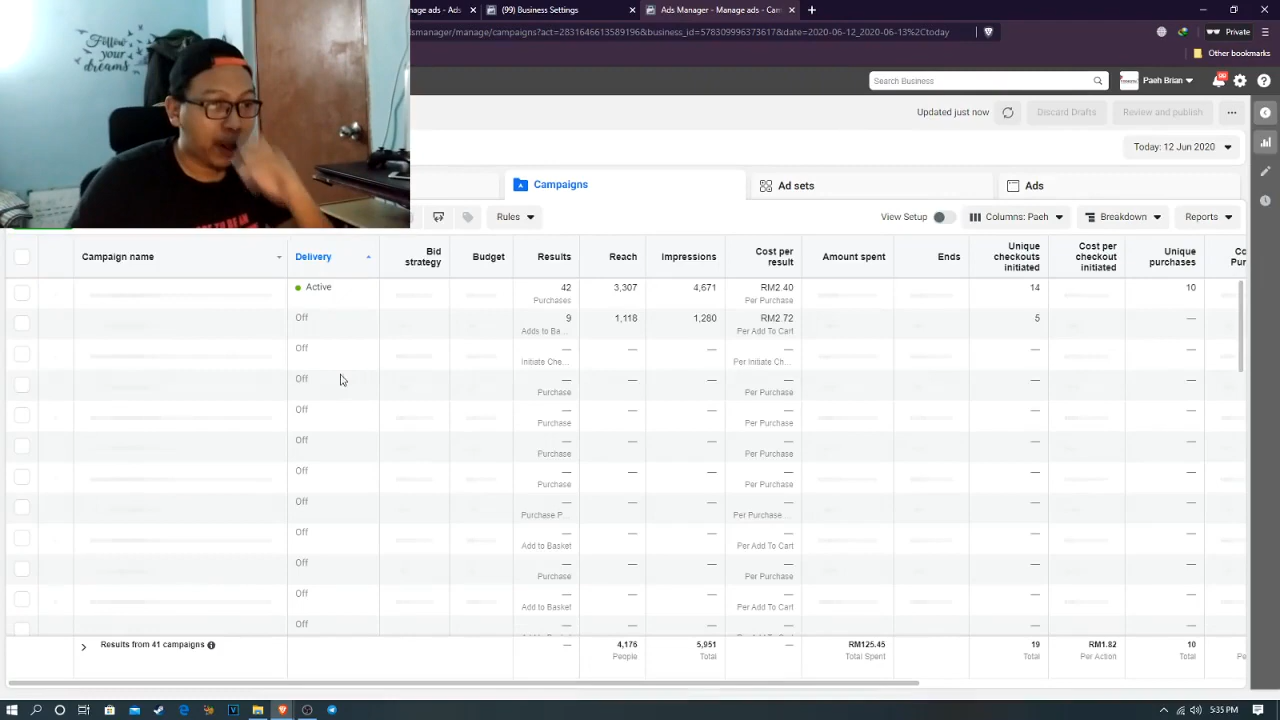 nage ads - Ads
(99) Business Settings
Ads Manager - Manage ads - Cam
smanager/manage/campaigns?act=2831646613589196&business_id=578309996373617&date=2020-06-12_2020-06-13%2Ctoday
Private
Other bookmarks
Follow
your
dreams
Search Business
Paeh Brian
Updated just now
Discard Drafts
Review and publish
Today: 12 Jun 2020
Campaigns
Ad sets
Ads
Rules
View Setup
Columns: Paeh
Breakdown
Reports
Campaign name
Delivery
Bid strategy
Budget
Results
Reach
Impressions
Cost per result
Amount spent
Ends
Unique checkouts initiated
Cost per checkout initiated
Unique purchases
Co Pur
Active 42 3,307 4,671 RM2.40 14 10
Purchases Per Purchase
Off 9 1,118 1,280 RM2.72 5 —
Adds to Ba... Per Add To Cart
Off — — — — — —
Initiate Che... Per Initiate Ch...
Off — — — — — —
Purchase Per Purchase
Off — — — — — —
Purchase Per Purchase
Off — — — — — —
Purchase Per Purchase
Off — — — — — —
Purchase Per Purchase
Off — — — — — —
Purchase P... Per Purchase...
Off — — — — — —
Add to Basket Per Add To Cart
Off — — — — — —
Purchase Per Purchase
Off — — — — — —
Add to Basket Per Add To Cart
Off — — — — — —
Results from 41 campaigns — 4,176 5,951 — RM125.45 19 RM1.82 10
People Total Total Spent Total Per Action Total Pe
5:35 PM